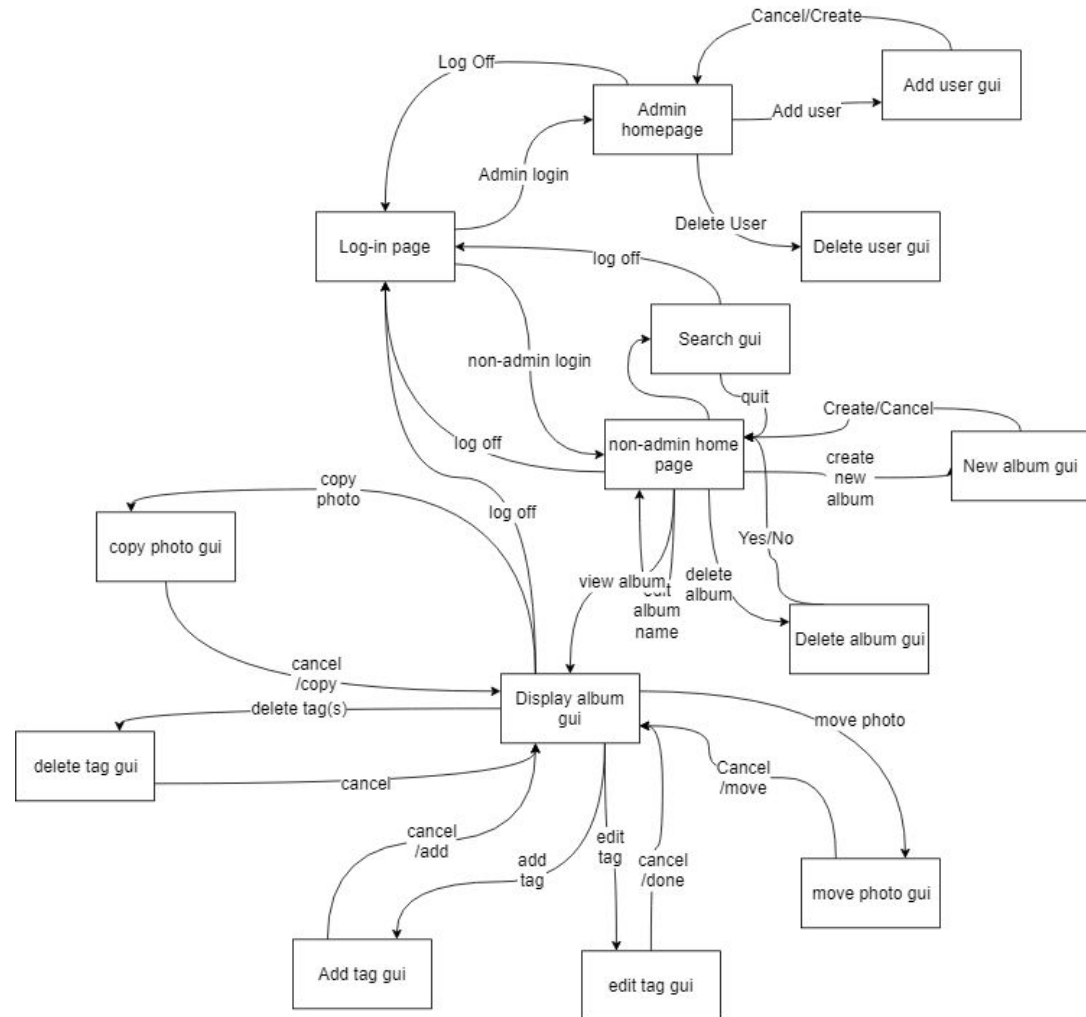 Cancel/Create
Log Off
Add user gui
Admin
homepage
Add user
Admin login
Delete User
Log-in page
Delete user gui
log off
Search gui
non-admin login
quit
Create/Cancel
log off
non-admin home
page
create
new
album
New album gui
copy
photo
log off
copy photo gui
Yes/No
view album
edit
album
name
delete
album
Delete album gui
cancel
/copy
Display album
gui
delete tag(s)
move photo
delete tag gui
cancel
Cancel
/move
cancel
/add
edit
tag
add
tag
cancel
/done
move photo gui
Add tag gui
edit tag gui